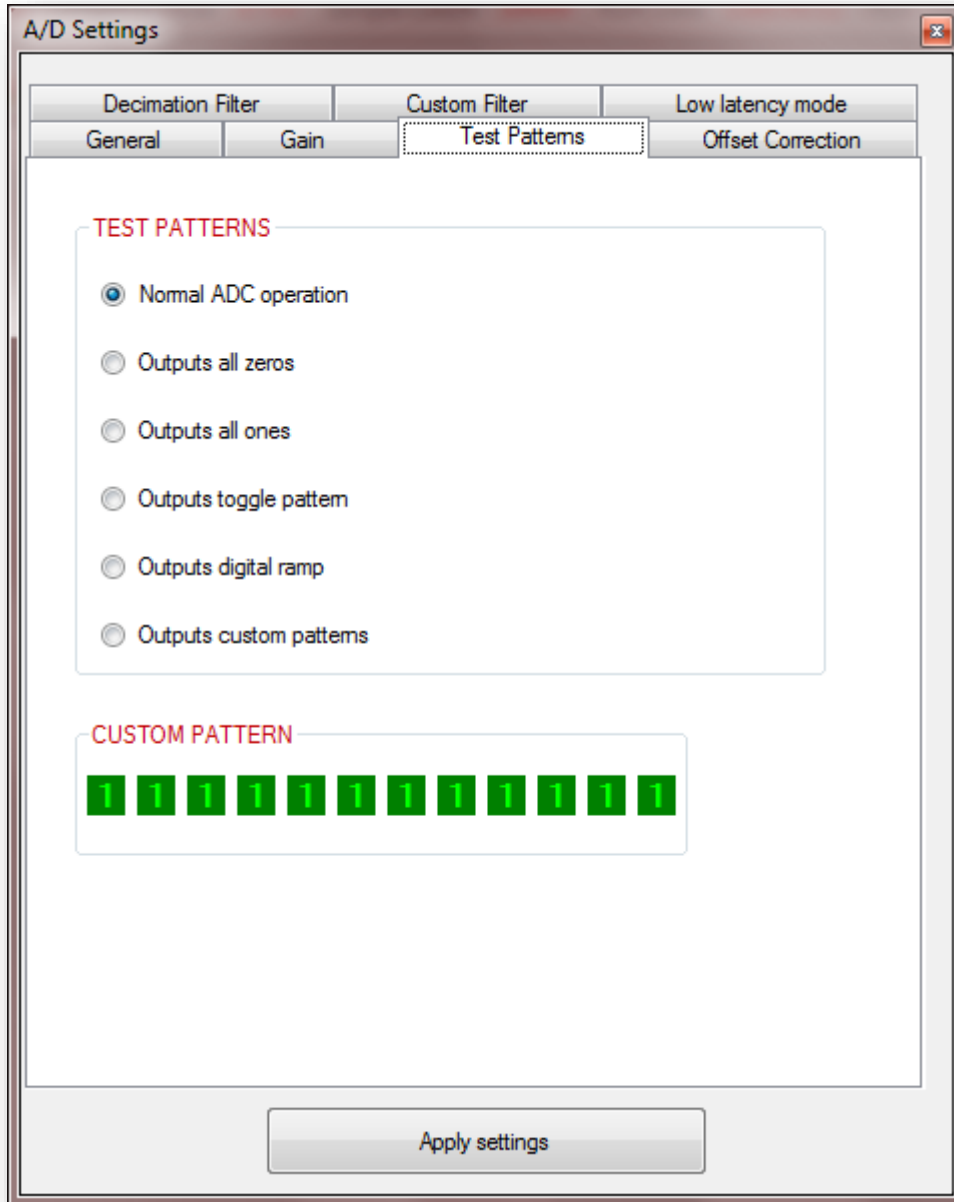 A/D Settings
Decimation Filter Custom Filter Low latency mode
General Gain Test Patterns Offset Correction
TEST PATTERNS
Normal ADC operation
Outputs all zeros
Outputs all ones
Outputs toggle pattern
Outputs digital ramp
Outputs custom patterns
CUSTOM PATTERN
1 1 1 1 1 1 1 1 1 1 1 1
Apply settings